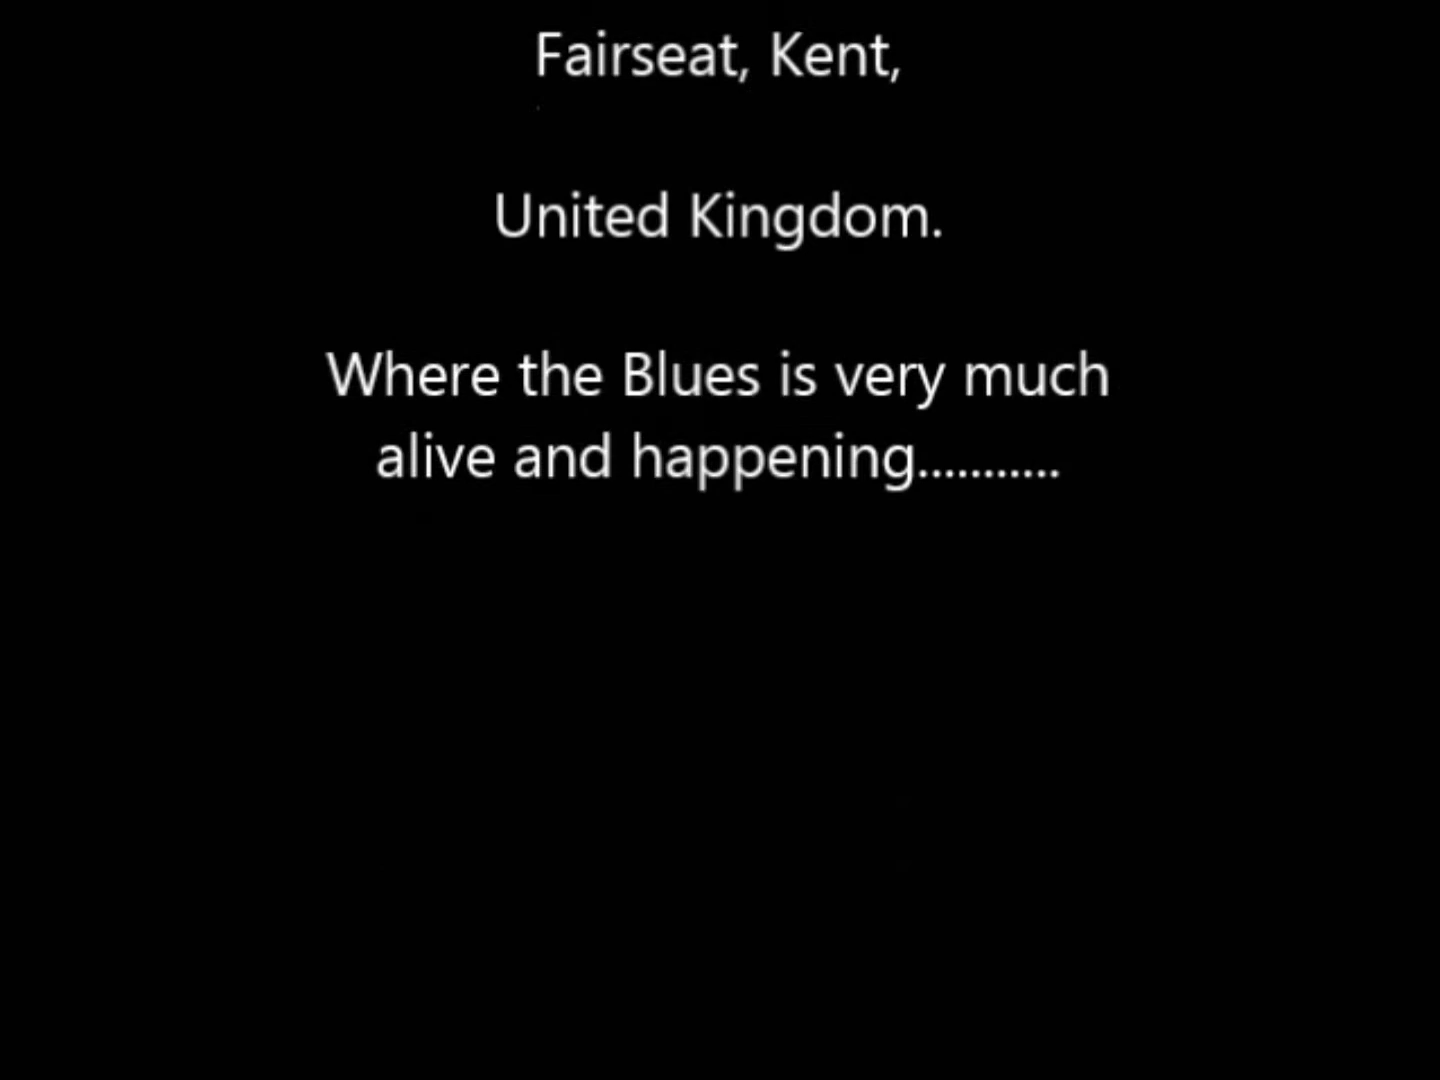 Fairseat, Kent,
United Kingdom.
Where the Blues is very much
alive and happening...........